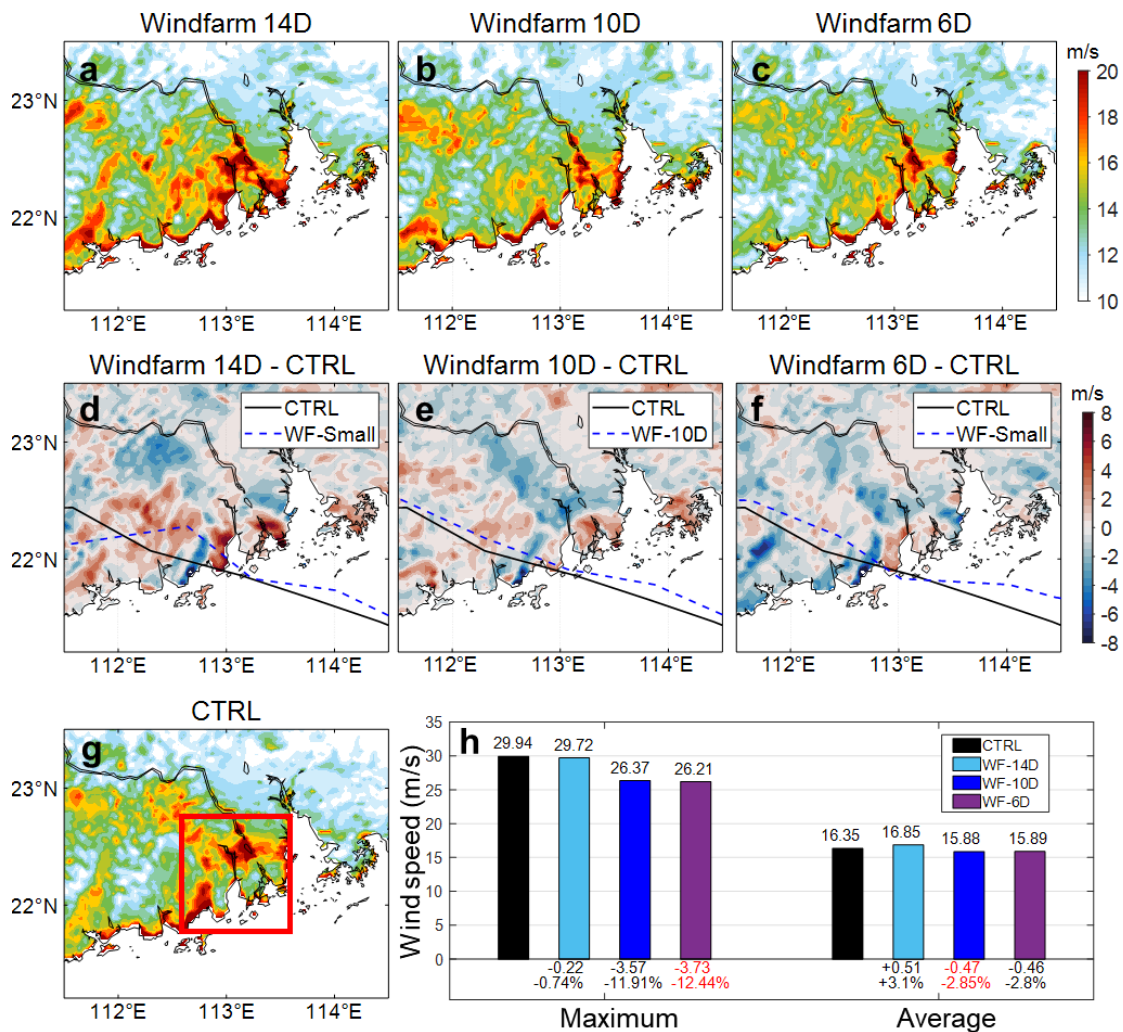 Windfarm 14D
Windfarm 10D
Windfarm 6D
a
b
c
m/s
20
18
16
14
12
10
23°N
22°N
112°E
113°E
114°E
112°E
113°E
114°E
112°E
113°E
114°E
Windfarm 14D - CTRL
Windfarm 10D - CTRL
Windfarm 6D - CTRL
d
CTRL
WF-Small
e
CTRL
WF-10D
f
CTRL
WF-Small
m/s
8
6
4
2
0
-2
-4
-6
-8
23°N
22°N
112°E
113°E
114°E
112°E
113°E
114°E
112°E
113°E
114°E
CTRL
g
23°N
22°N
112°E
113°E
114°E
h
Wind speed (m/s)
35
30
25
20
15
10
5
0
29.94
29.72
26.37
26.21
16.35
16.85
15.88
15.89
CTRL
WF-14D
WF-10D
WF-6D
-0.22
-3.57
-3.73
+0.51
-0.47
-0.46
-0.74%
-11.91%
-12.44%
+3.1%
-2.85%
-2.8%
Maximum
Average